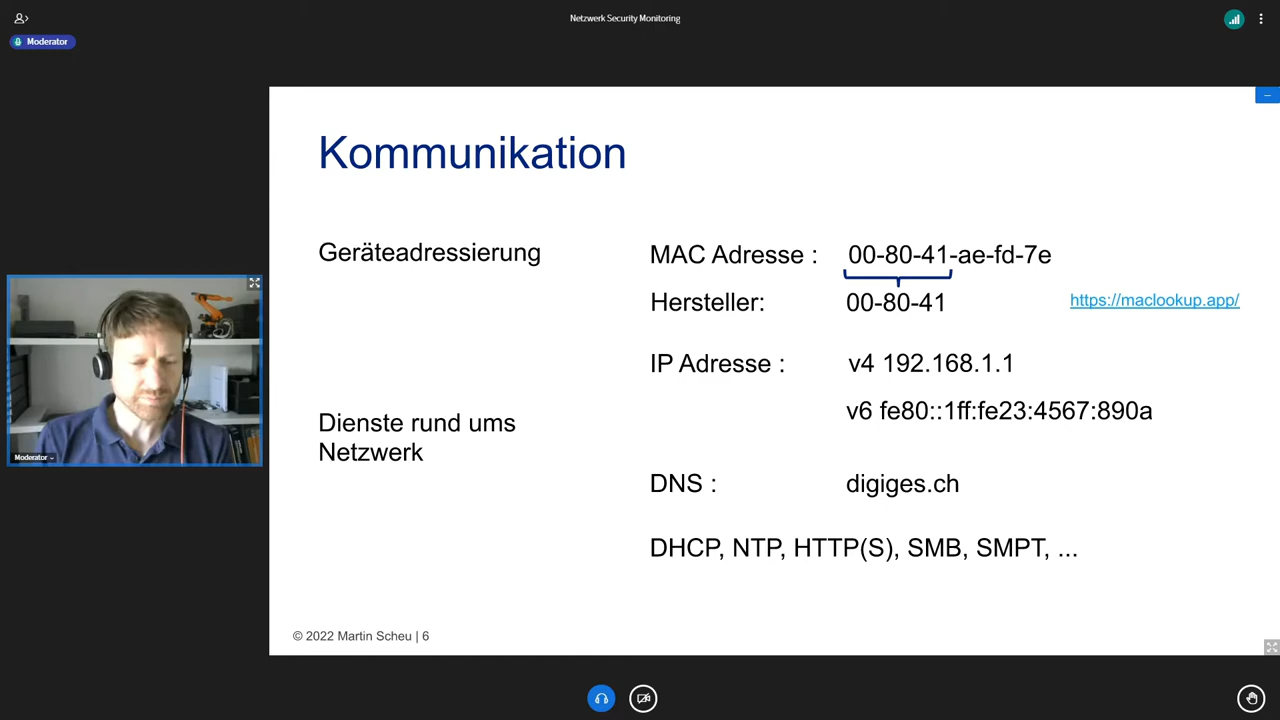 Netzwerk Security Monitoring
Moderator
Kommunikation
Geräteadressierung
MAC Adresse : 00-80-41-ae-fd-7e
Hersteller: 00-80-41 https://maclookup.app/
IP Adresse : v4 192.168.1.1
v6 fe80::1ff:fe23:4567:890a
Dienste rund ums
Netzwerk
DNS : digiges.ch
DHCP, NTP, HTTP(S), SMB, SMPT, ...
Moderator
© 2022 Martin Scheu | 6